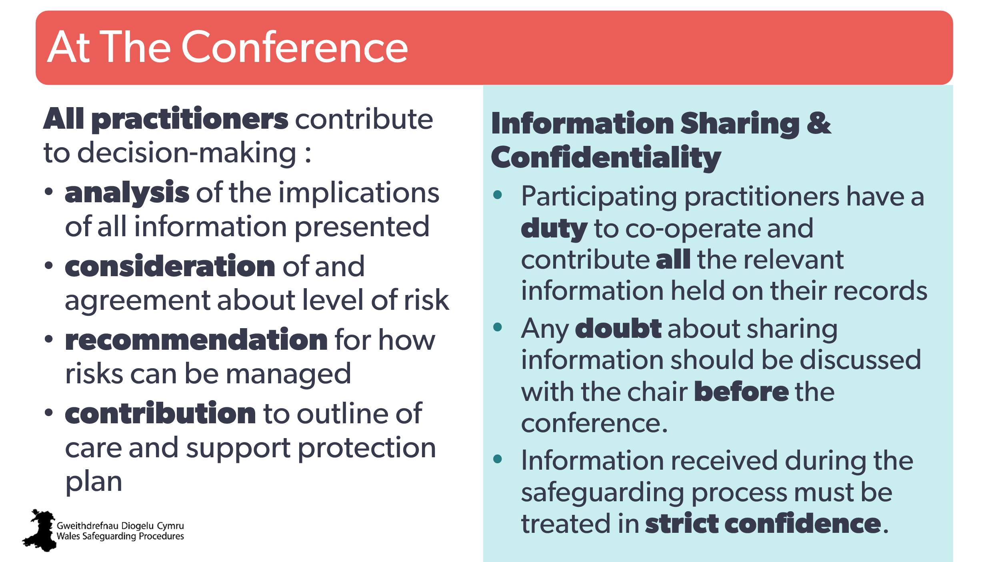 At The Conference
All practitioners contribute
to decision-making :
• analysis of the implications
of all information presented
• consideration of and
agreement about level of risk
• recommendation for how
risks can be managed
• contribution to outline of
care and support protection
plan
Gweithdrefnau Diogelu Cymru
Wales Safeguarding Procedures
Information Sharing &
Confidentiality
• Participating practitioners have a
duty to co-operate and
contribute all the relevant
information held on their records
• Any doubt about sharing
information should be discussed
with the chair before the
conference.
• Information received during the
safeguarding process must be
treated in strict confidence.